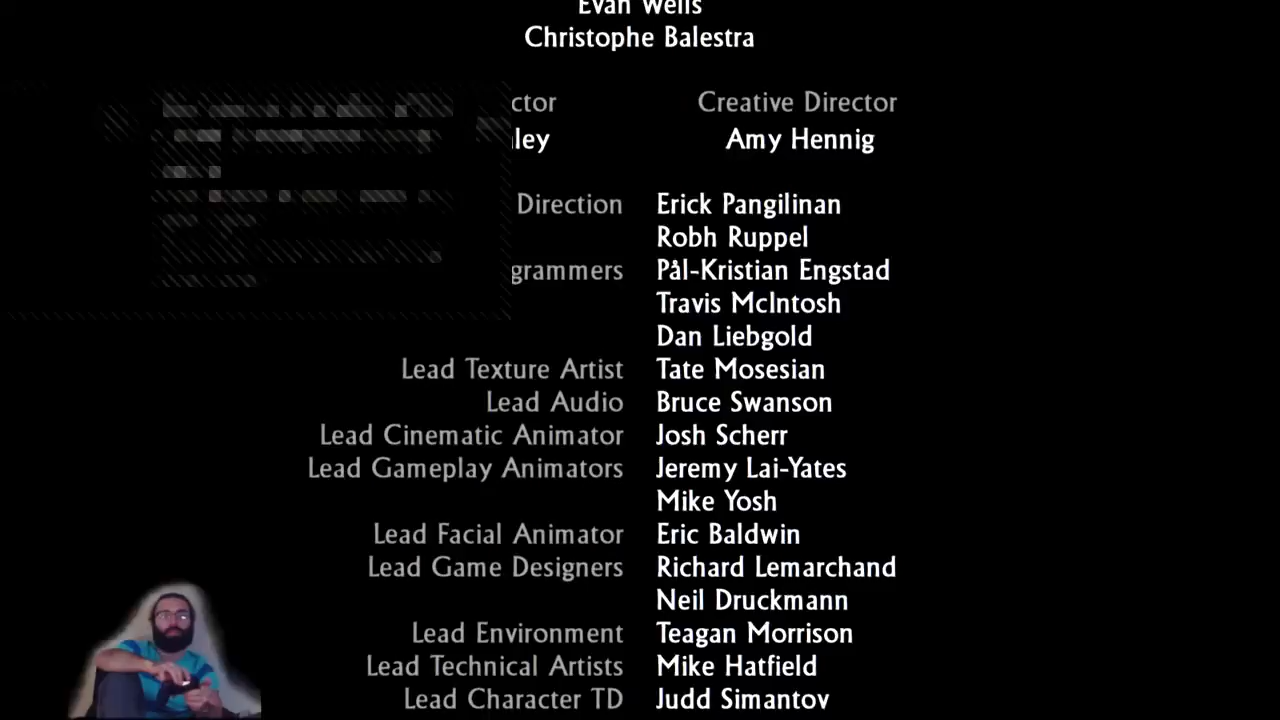 Evan Wells
Christophe Balestra
Creative Director
Amy Hennig
Direction Erick Pangilinan
Robh Ruppel
Pål-Kristian Engstad
Travis McIntosh
Dan Liebgold
Lead Texture Artist Tate Mosesian
Lead Audio Bruce Swanson
Lead Cinematic Animator Josh Scherr
Lead Gameplay Animators Jeremy Lai-Yates
Mike Yosh
Lead Facial Animator Eric Baldwin
Lead Game Designers Richard Lemarchand
Neil Druckmann
Lead Environment Teagan Morrison
Lead Technical Artists Mike Hatfield
Lead Character TD Judd Simantov